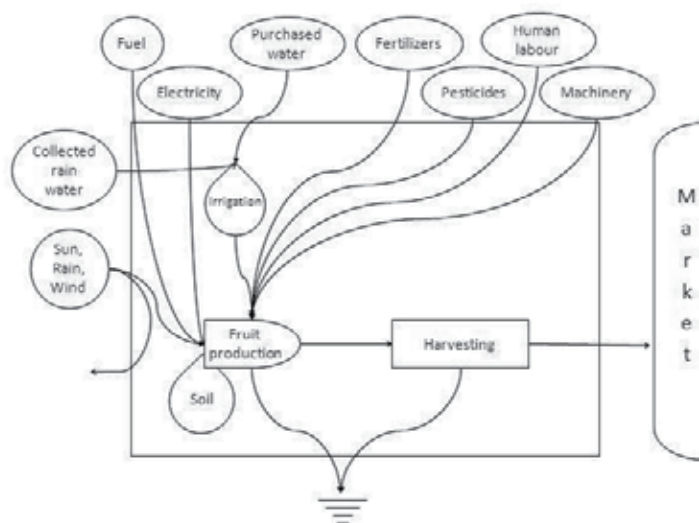 Fuel
Purchased
water
Fertilizers
Human
labour
Electricity
Pesticides
Machinery
Collected
rain
water
Irrigation
Sun,
Rain,
Wind
Fruit
production
Harvesting
Soil
M
a
r
k
e
t